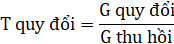 T quy đổi = G quy đổi / G thu hồi